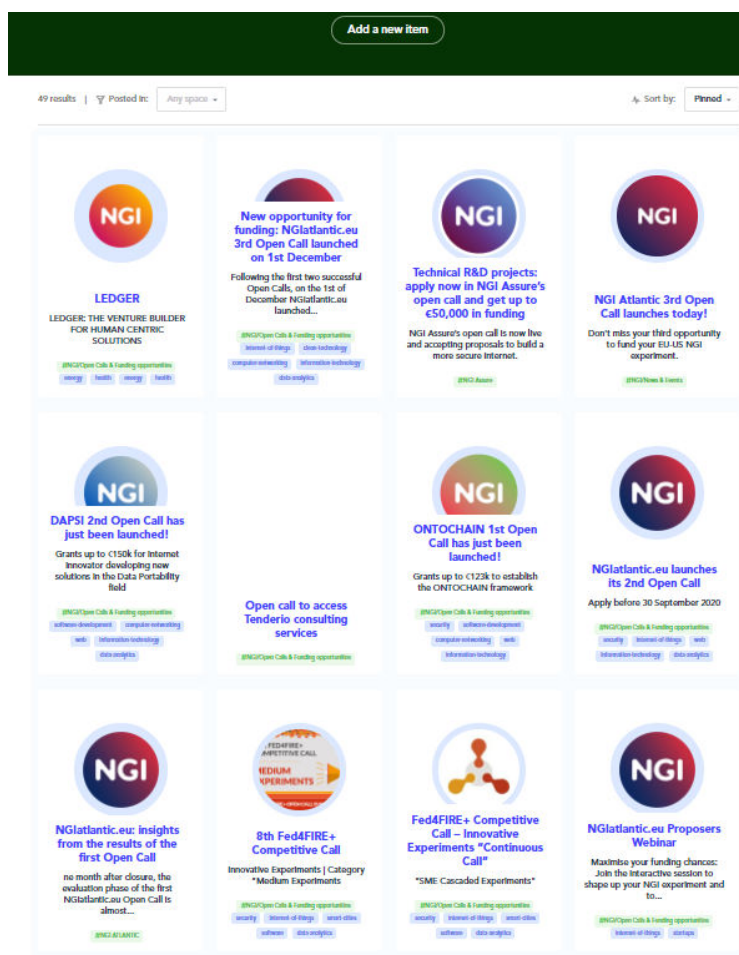 Add a new item
49 results | Posted in: Any space
Sort by: Pinned
NGI
LEDGER
LEDGER: THE VENTURE BUILDER
FOR HUMAN CENTRIC
SOLUTIONS
@NGI/Open Calls & Funding opportunities
energy health energy health
New opportunity for
funding: NGIatlantic.eu
3rd Open Call launched
on 1st December
Following the first two successful
Open Calls, on the 1st of
December NGIatlantic.eu
launched...
@NGI/Open Calls & Funding opportunities
internet-of-things clean-technology
computer-networking information-technology
data-analytics
NGI
Technical R&D projects:
apply now in NGI Assure's
open call and get up to
€50,000 in funding
NGI Assure's open call is now live
and accepting proposals to build a
more secure internet.
@NGI Assure
NGI
NGI Atlantic 3rd Open
Call launches today!
Don't miss your third opportunity
to fund your EU-US NGI
experiment.
@NGI/News & Events
NGI
DAPSI 2nd Open Call has
just been launched!
Grants up to €150k for Internet
Innovator developing new
solutions in the Data Portability
field
@NGI/Open Calls & Funding opportunities
software-development computer-networking
web information-technology
data-analytics
Open call to access
Tenderio consulting
services
@NGI/Open Calls & Funding opportunities
NGI
ONTOCHAIN 1st Open
Call has just been
launched!
Grants up to €123k to establish
the ONTOCHAIN framework
@NGI/Open Calls & Funding opportunities
security software-development
computer-networking web
information-technology
NGI
NGIatlantic.eu launches
its 2nd Open Call
Apply before 30 September 2020
@NGI/Open Calls & Funding opportunities
security internet-of-things web
information-technology data-analytics
NGI
NGIatlantic.eu: insights
from the results of the
first Open Call
ne month after closure, the
evaluation phase of the first
NGIatlantic.eu Open Call is
almost...
@NGI ATLANTIC
FED4FIRE+
MPETITIVE CALL
MEDIUM
XPERIMENTS
8th Fed4FIRE+
Competitive Call
Innovative Experiments | Category
"Medium Experiments
@NGI/Open Calls & Funding opportunities
security internet-of-things smart-cities
software data-analytics
Fed4FIRE+ Competitive
Call – Innovative
Experiments "Continuous
Call"
"SME Cascaded Experiments"
@NGI/Open Calls & Funding opportunities
security internet-of-things smart-cities
software data-analytics
NGI
NGIatlantic.eu Proposers
Webinar
Maximise your funding chances:
Join the interactive session to
shape up your NGI experiment and
to...
@NGI/Open Calls & Funding opportunities
internet-of-things startups